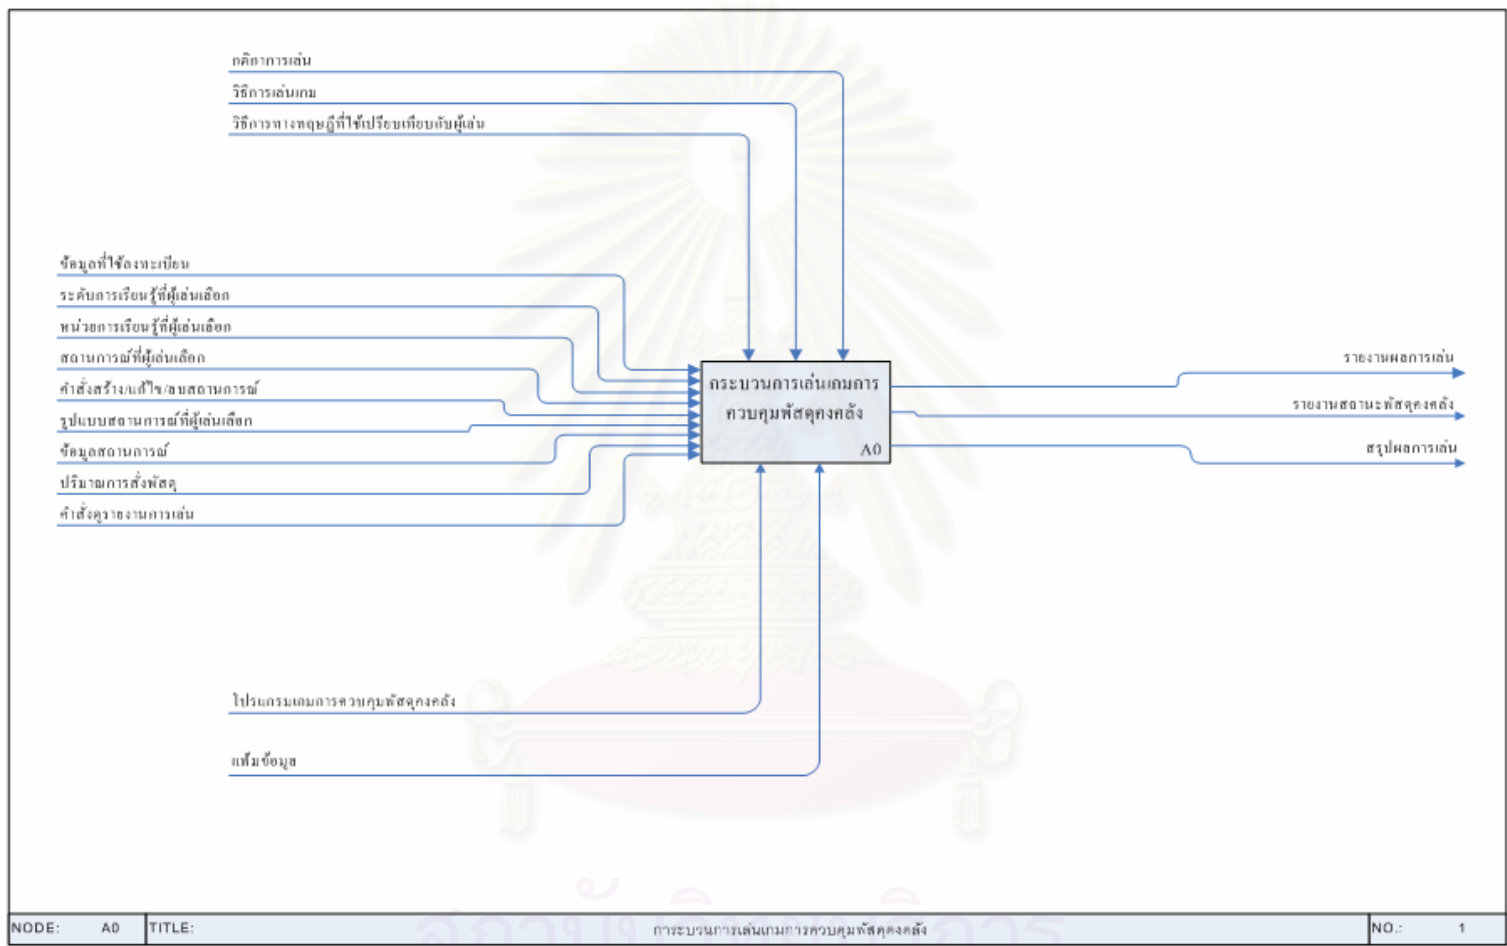 กติกาการเล่น
วิธีการเล่นเกม
วิธีการทางทฤษฎีที่ใช้เปรียบเทียบกับผู้เล่น
ข้อมูลที่ใช้ลงทะเบียน
ระดับการเรียนรู้ที่ผู้เล่นเลือก
หน่วยการเรียนรู้ที่ผู้เล่นเลือก
สถานการณ์ที่ผู้เล่นเลือก
คำสั่งสร้าง/แก้ไข/ลบสถานการณ์
รูปแบบสถานการณ์ที่ผู้เล่นเลือก
ข้อมูลสถานการณ์
ปริมาณการสั่งพัสดุ
คำสั่งดูรายงานการเล่น
กระบวนการเล่นเกมการ
ควบคุมพัสดุคงคลัง
A0
รายงานผลการเล่น
รายงานสถานะพัสดุคงคลัง
สรุปผลการเล่น
โปรแกรมเกมการควบคุมพัสดุคงคลัง
แฟ้มข้อมูล
สถาบันวิทยบริการ
NODE: A0 TITLE: การะบวนการเล่นเกมการควบคุมพัสดุคงคลัง NO.: 1